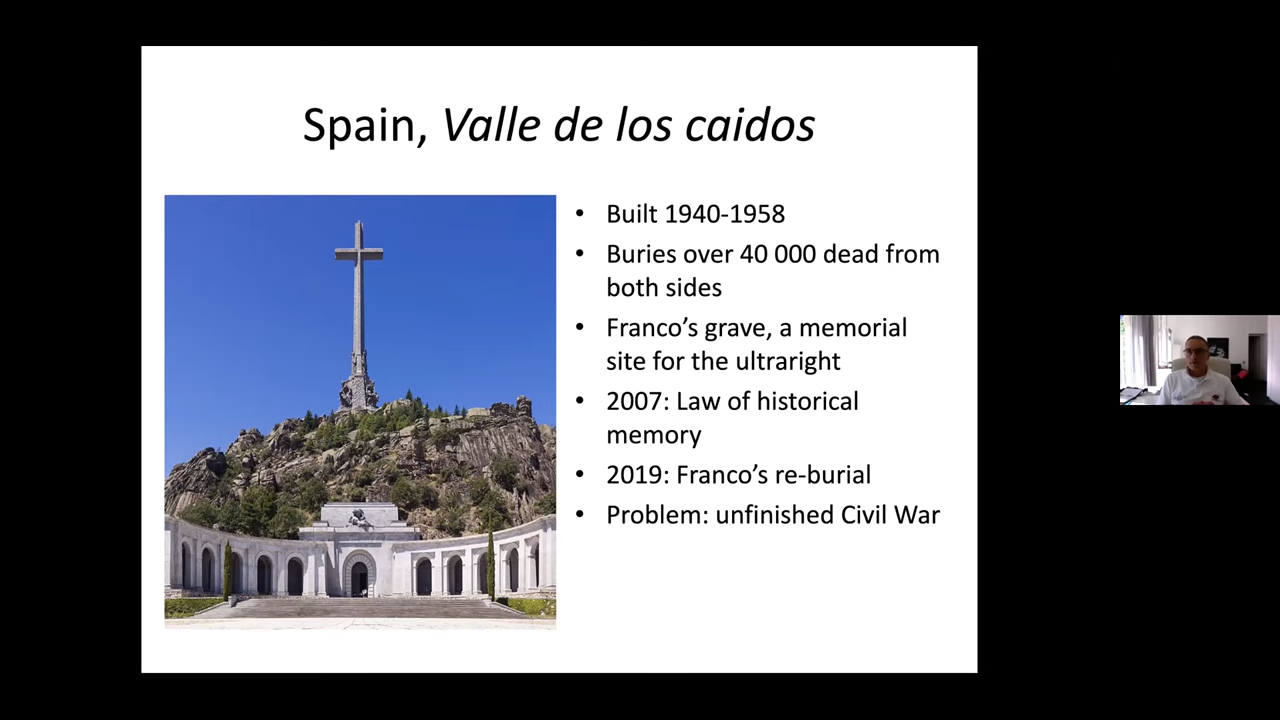 Spain, Valle de los caidos
• Built 1940-1958
• Buries over 40 000 dead from
both sides
• Franco’s grave, a memorial
site for the ultraright
• 2007: Law of historical
memory
• 2019: Franco’s re-burial
• Problem: unfinished Civil War